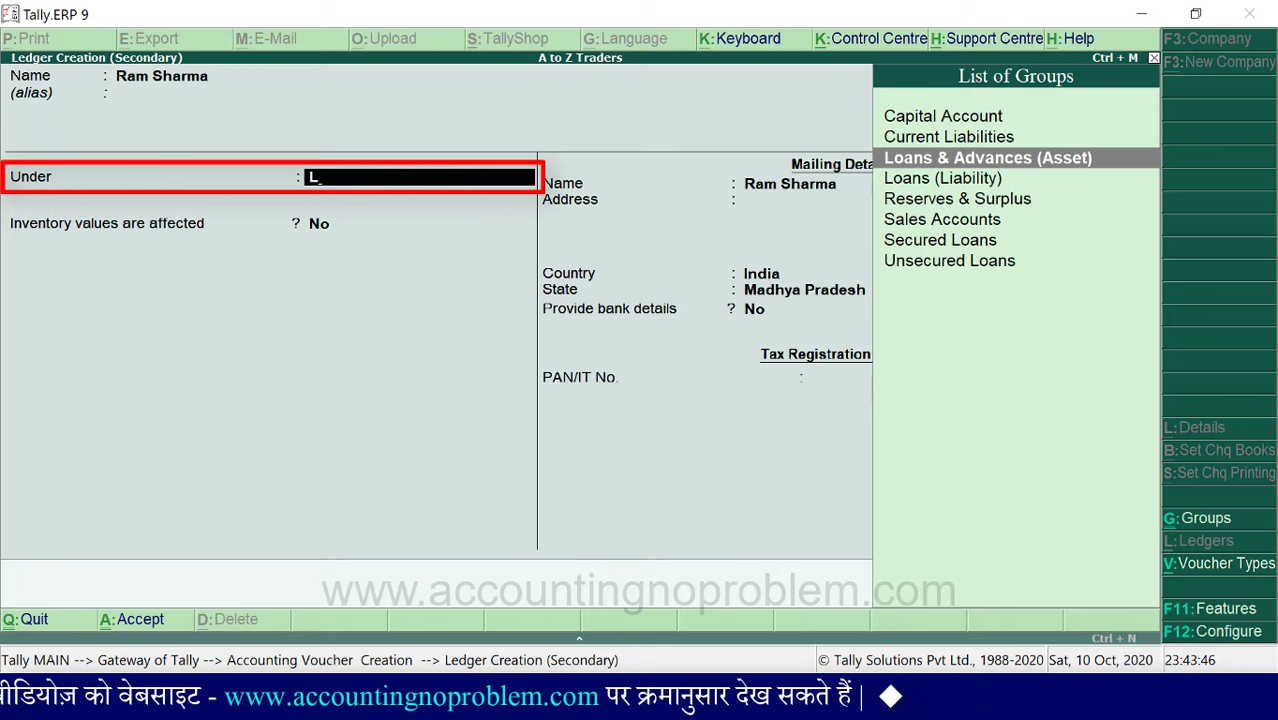 Tally.ERP 9
P: Print E: Export M: E-Mail O: Upload S: TallyShop G: Language K: Keyboard K: Control Centre H: Support Centre H: Help F3: Company
Ledger Creation (Secondary) A to Z Traders Ctrl + M F3: New Company
Name : Ram Sharma
(alias) :
List of Groups
Capital Account
Current Liabilities
Loans & Advances (Asset)
Loans (Liability)
Reserves & Surplus
Sales Accounts
Secured Loans
Unsecured Loans
Under : L
Inventory values are affected ? No
Mailing Deta
Name : Ram Sharma
Address :
Country : India
State : Madhya Pradesh
Provide bank details ? No
Tax Registration
PAN/IT No. :
L: Details
B: Set Chq Books
S: Set Chq Printing
G: Groups
L: Ledgers
V: Voucher Types
F11: Features
F12: Configure
www.accountingnoproblem.com
Q: Quit A: Accept D: Delete
Ctrl + N
Tally MAIN --> Gateway of Tally --> Accounting Voucher Creation --> Ledger Creation (Secondary) © Tally Solutions Pvt Ltd., 1988-2020 Sat, 10 Oct, 2020 23:43:46
वीडियोज़ को वेबसाइट - www.accountingnoproblem.com पर क्रमानुसार देख सकते हैं |